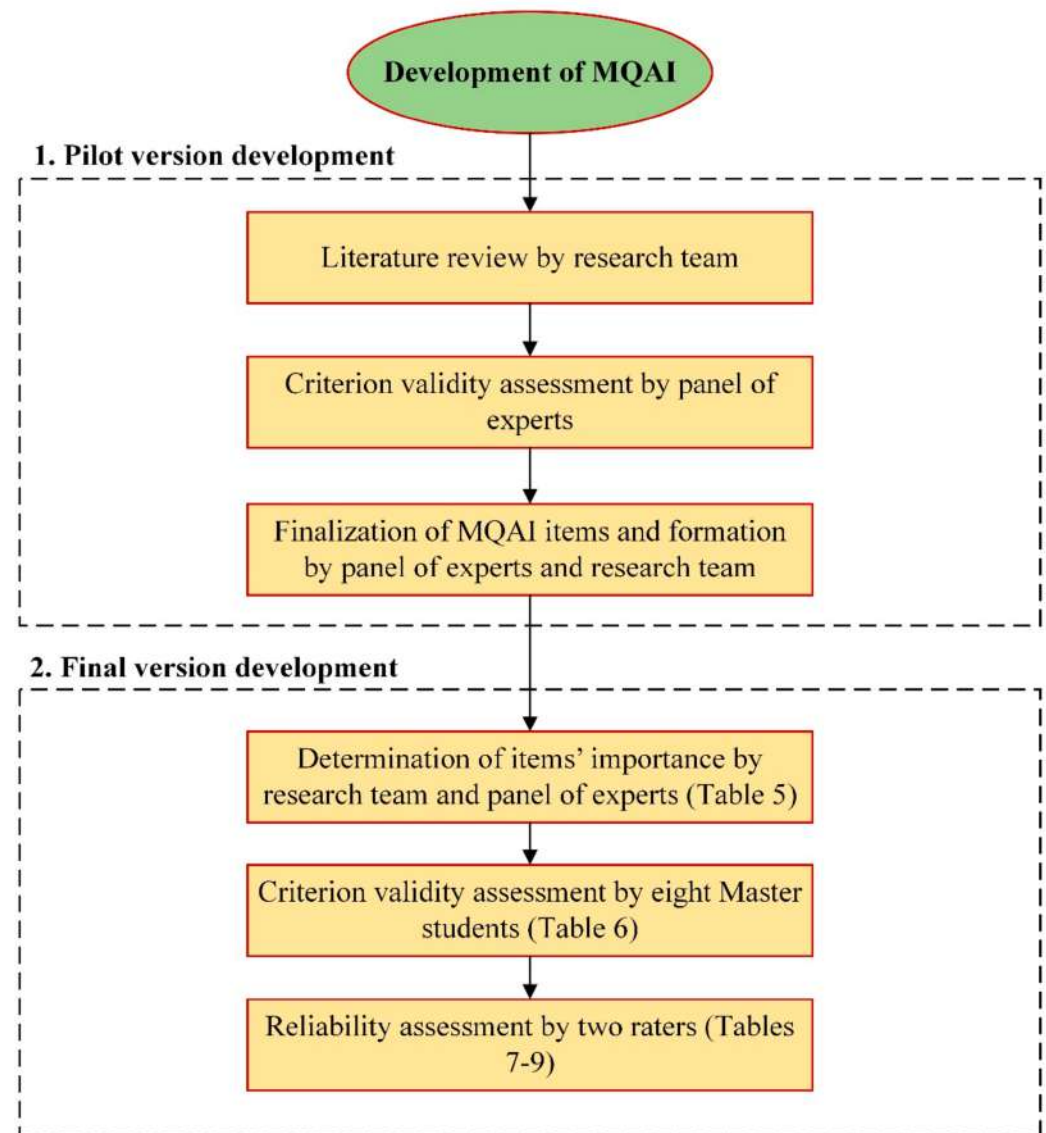 Development of MQAI
1. Pilot version development
Literature review by research team
Criterion validity assessment by panel of
experts
Finalization of MQAI items and formation
by panel of experts and research team
2. Final version development
Determination of items’ importance by
research team and panel of experts (Table 5)
Criterion validity assessment by eight Master
students (Table 6)
Reliability assessment by two raters (Tables
7-9)